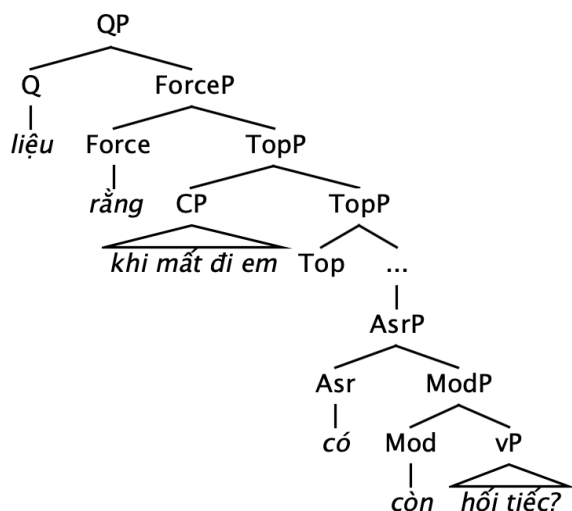 QP
Q ForceP
liệu Force TopP
rằng CP TopP
khi mất đi em Top ...
AsrP
Asr ModP
có Mod vP
còn hối tiếc?